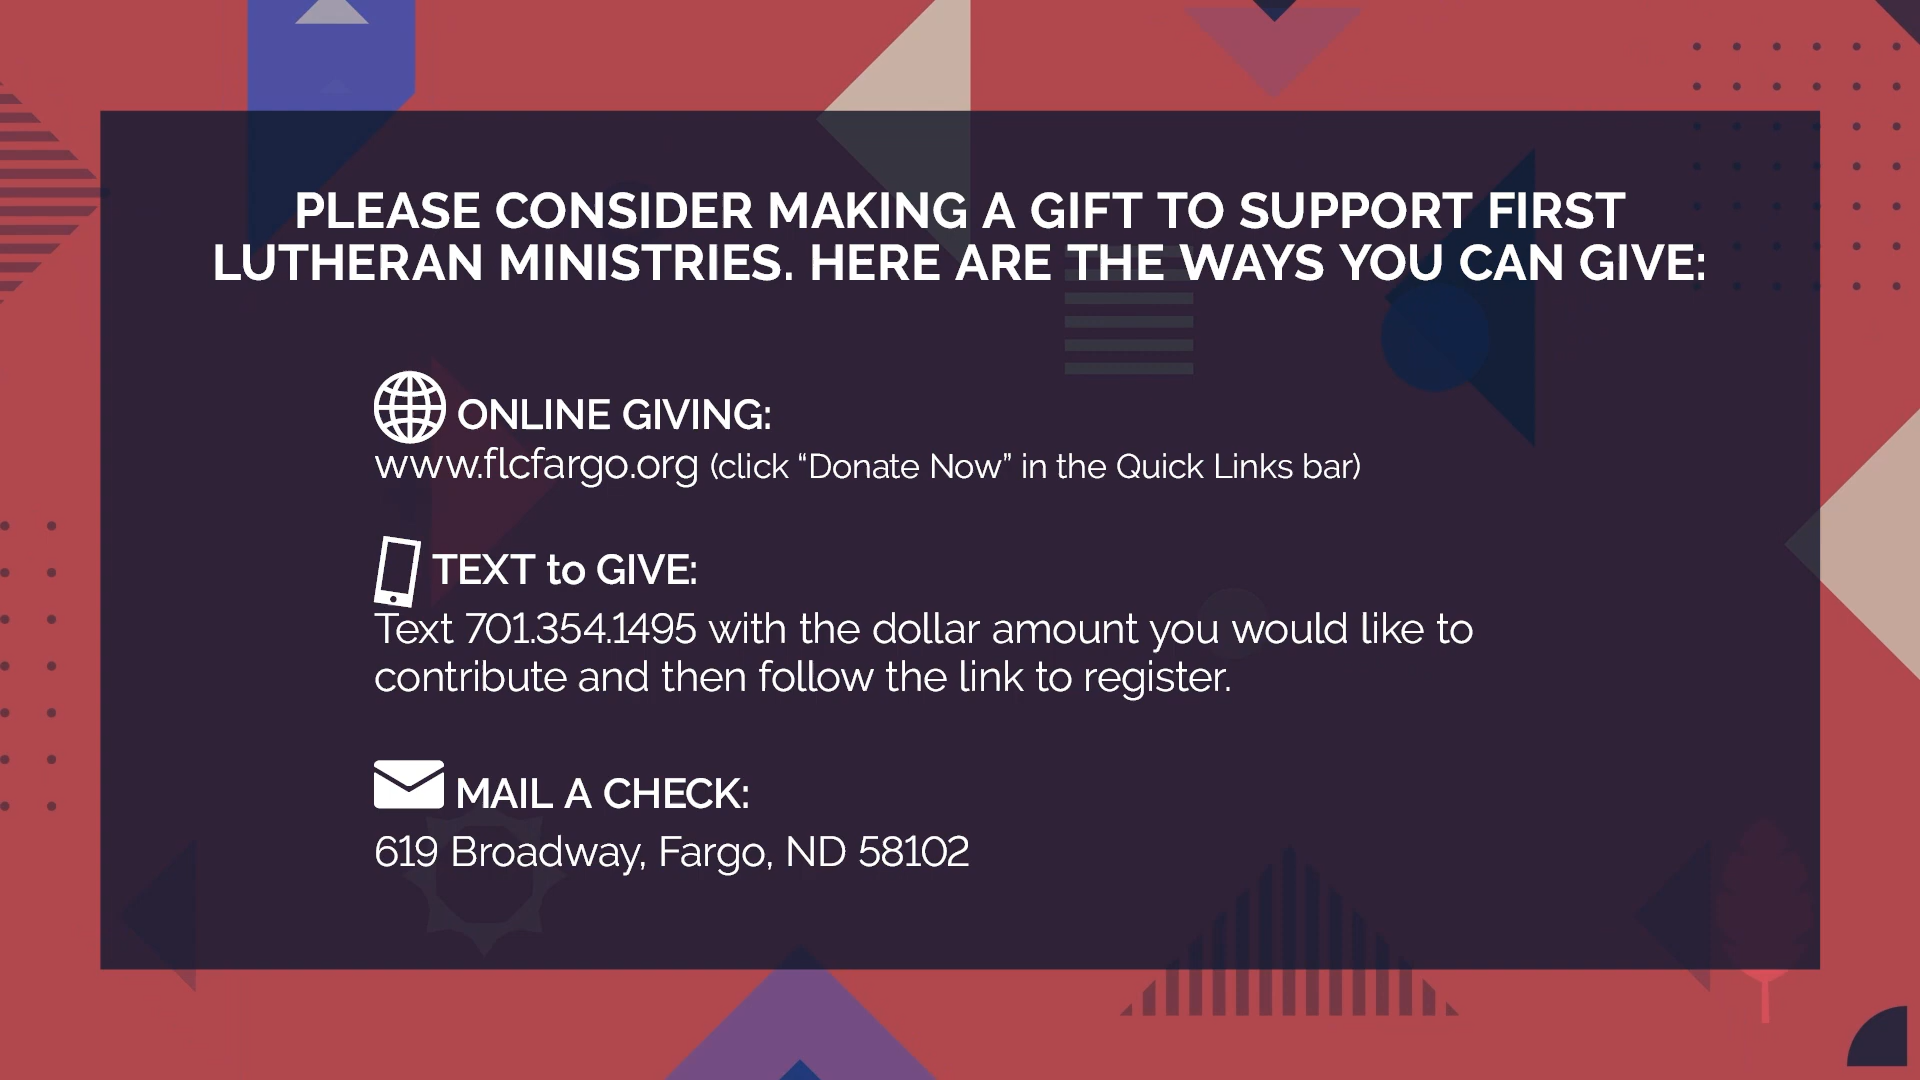 PLEASE CONSIDER MAKING A GIFT TO SUPPORT FIRST
LUTHERAN MINISTRIES. HERE ARE THE WAYS YOU CAN GIVE:
ONLINE GIVING:
www.flcfargo.org (click “Donate Now” in the Quick Links bar)
TEXT to GIVE:
Text 701.354.1495 with the dollar amount you would like to
contribute and then follow the link to register.
MAIL A CHECK:
619 Broadway, Fargo, ND 58102